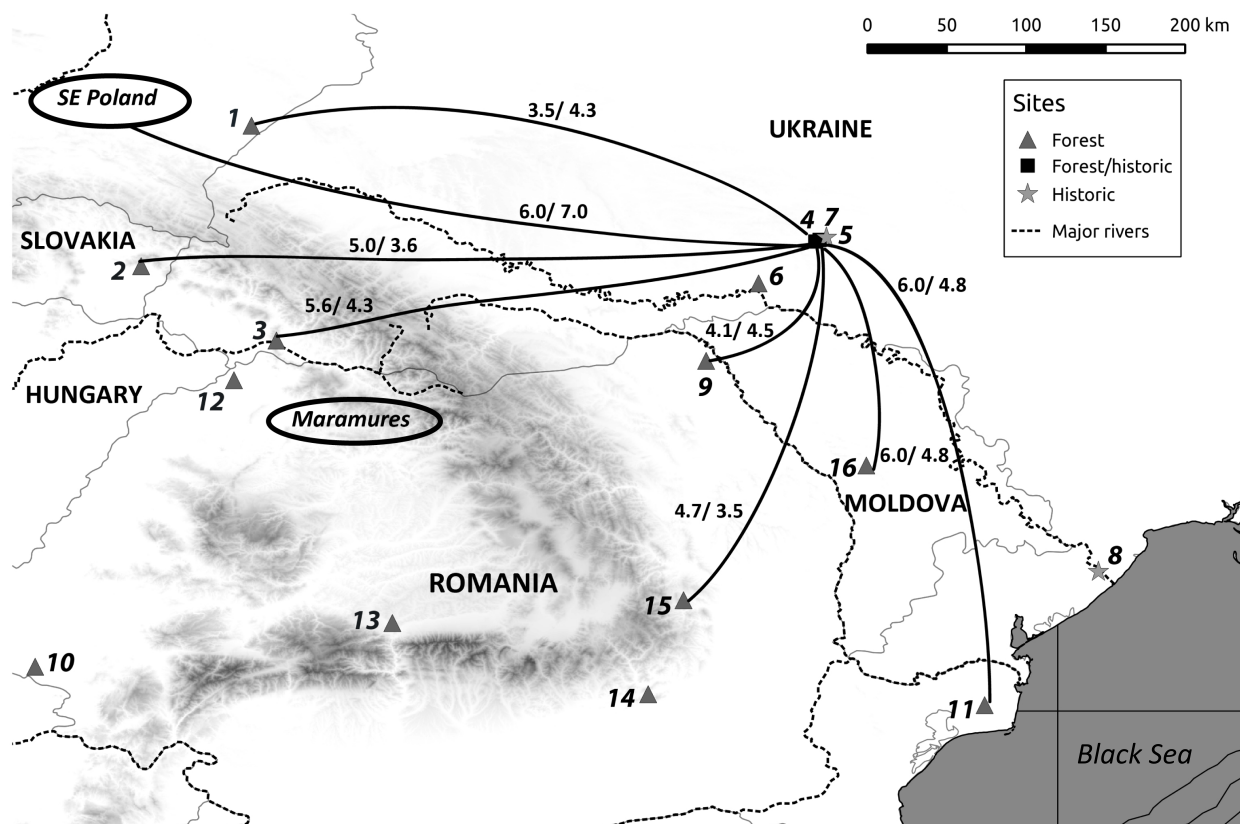 0 50 100 150 200 km
SE Poland
Sites
Forest
Forest/historic
Historic
Major rivers
1
3.5/ 4.3
UKRAINE
6.0/ 7.0
4 7
5
SLOVAKIA
5.0/ 3.6
2
6
6.0/ 4.8
5.6/ 4.3
3
4.1/ 4.5
HUNGARY
12
9
Maramures
16
6.0/ 4.8
MOLDOVA
4.7/ 3.5
8
ROMANIA
15
13
10
14
11
Black Sea